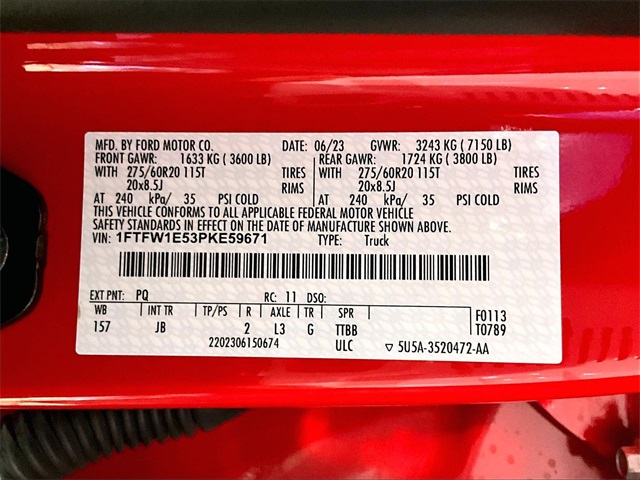 MFD. BY FORD MOTOR CO. DATE: 06/23 GVWR: 3243 KG ( 7150 LB)
FRONT GAWR: 1633 KG ( 3600 LB) REAR GAWR: 1724 KG ( 3800 LB)
WITH 275/60R20 115T TIRES WITH 275/60R20 115T TIRES
20x8.5J RIMS 20x8.5J RIMS
AT 240 kPa/ 35 PSI COLD AT 240 kPa/ 35 PSI COLD
THIS VEHICLE CONFORMS TO ALL APPLICABLE FEDERAL MOTOR VEHICLE
SAFETY STANDARDS IN EFFECT ON THE DATE OF MANUFACTURE SHOWN ABOVE.
VIN: 1FTFW1E53PKE59671 TYPE: Truck
EXT PNT: PQ RC: 11 DSO:
WB INT TR TP/PS R AXLE TR SPR F0113
157 JB 2 L3 G TTBB T0789
2202306150674 ULC ▽ 5U5A-3520472-AA